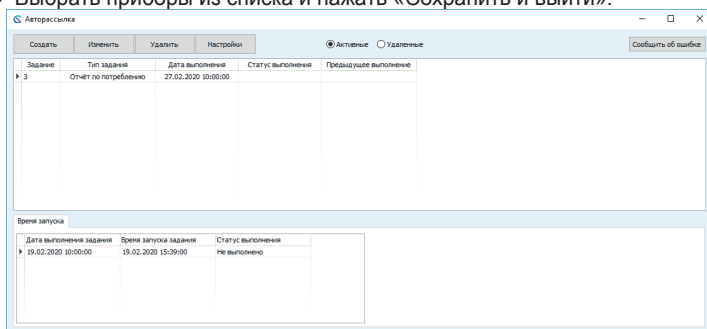 Выбрать приборы из списка и нажать «Сохранить и выйти».
Авторассылка
Создать Изменить Удалить Настройки Активные Удаленные Сообщить об ошибке
Задание Тип задания Дата выполнения Статус выполнения Предыдущее выполнение
3 Отчёт по потреблению 27.02.2020 10:00:00
Время запуска
Дата выполнения задания Время запуска задания Статус выполнения
19.02.2020 10:00:00 19.02.2020 15:39:00 Не выполнено